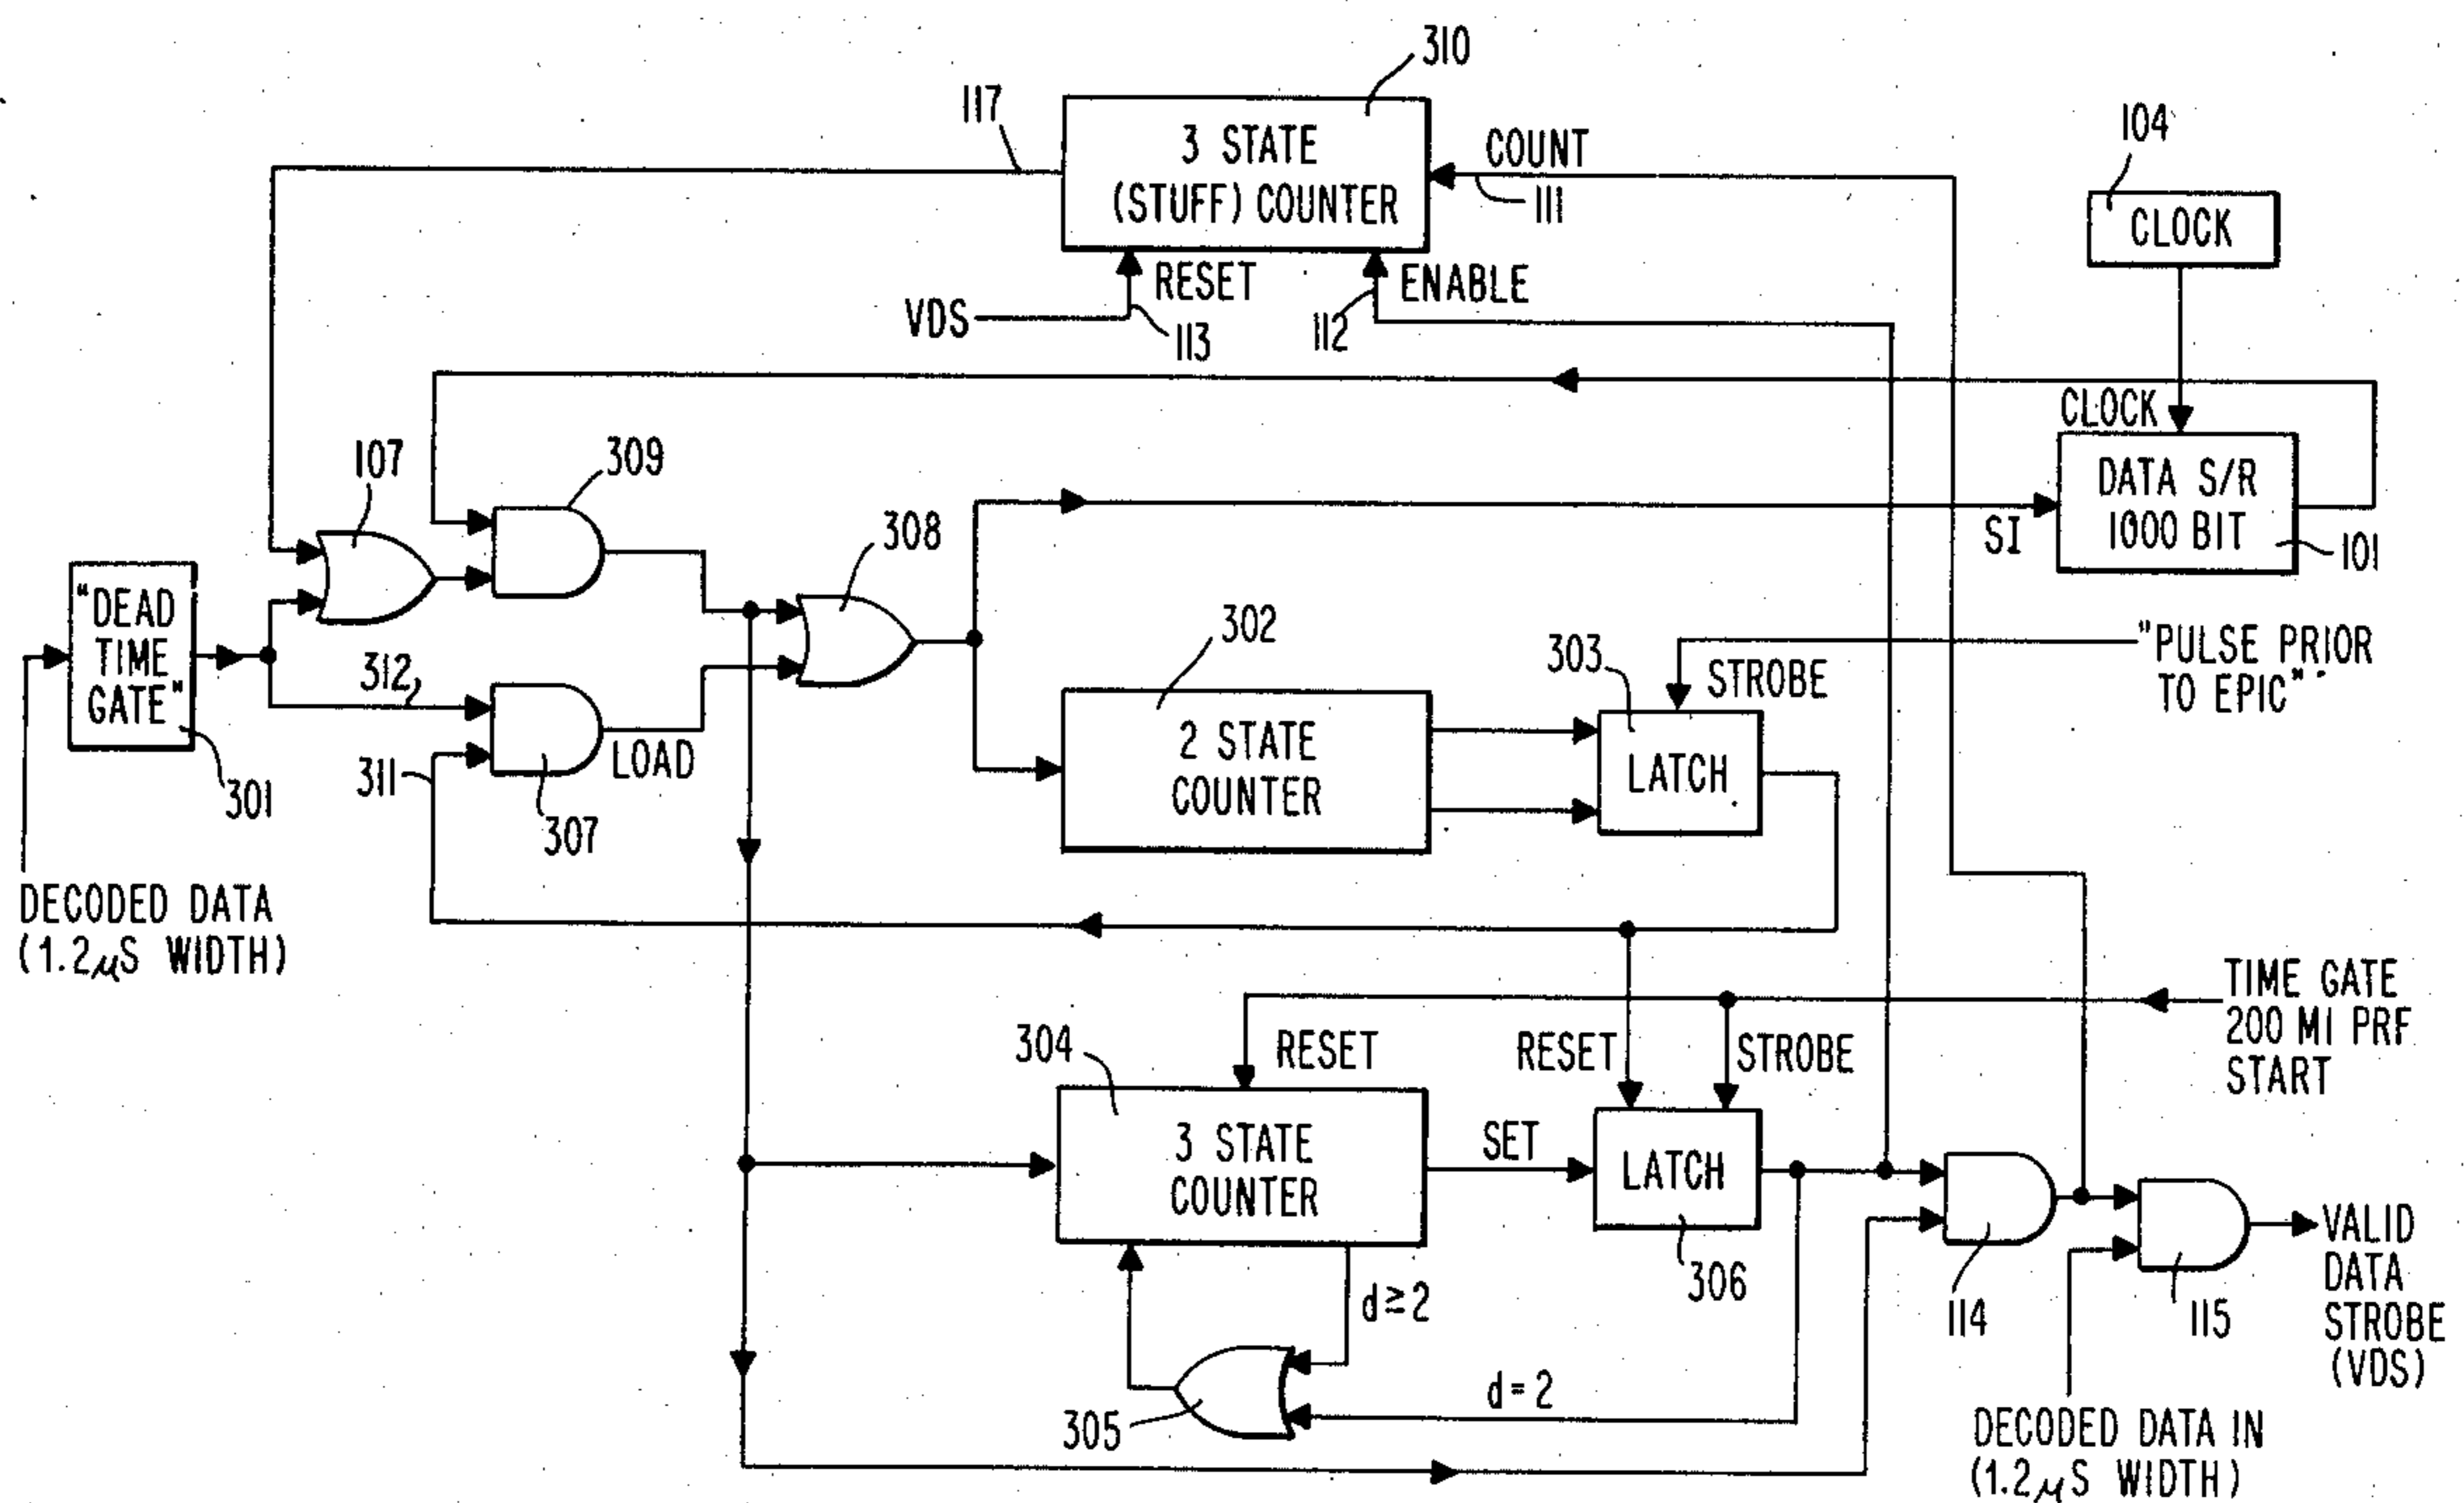 310
117
3 STATE
(STUFF) COUNTER
COUNT
111
104
CLOCK
RESET
ENABLE
VDS
113
112
CLOCK
107
309
DATA S/R
1000 BIT
SI
101
308
"DEAD
TIME
GATE"
301
312
311
LOAD
307
302
2 STATE
COUNTER
303
STROBE
LATCH
"PULSE PRIOR
TO EPIC"
DECODED DATA
(1.2μS WIDTH)
TIME GATE
200 MI PRF
START
304
RESET
RESET
STROBE
3 STATE
COUNTER
SET
LATCH
306
d≥2
d=2
305
114
115
VALID
DATA
STROBE
(VDS)
DECODED DATA IN
(1.2μS WIDTH)